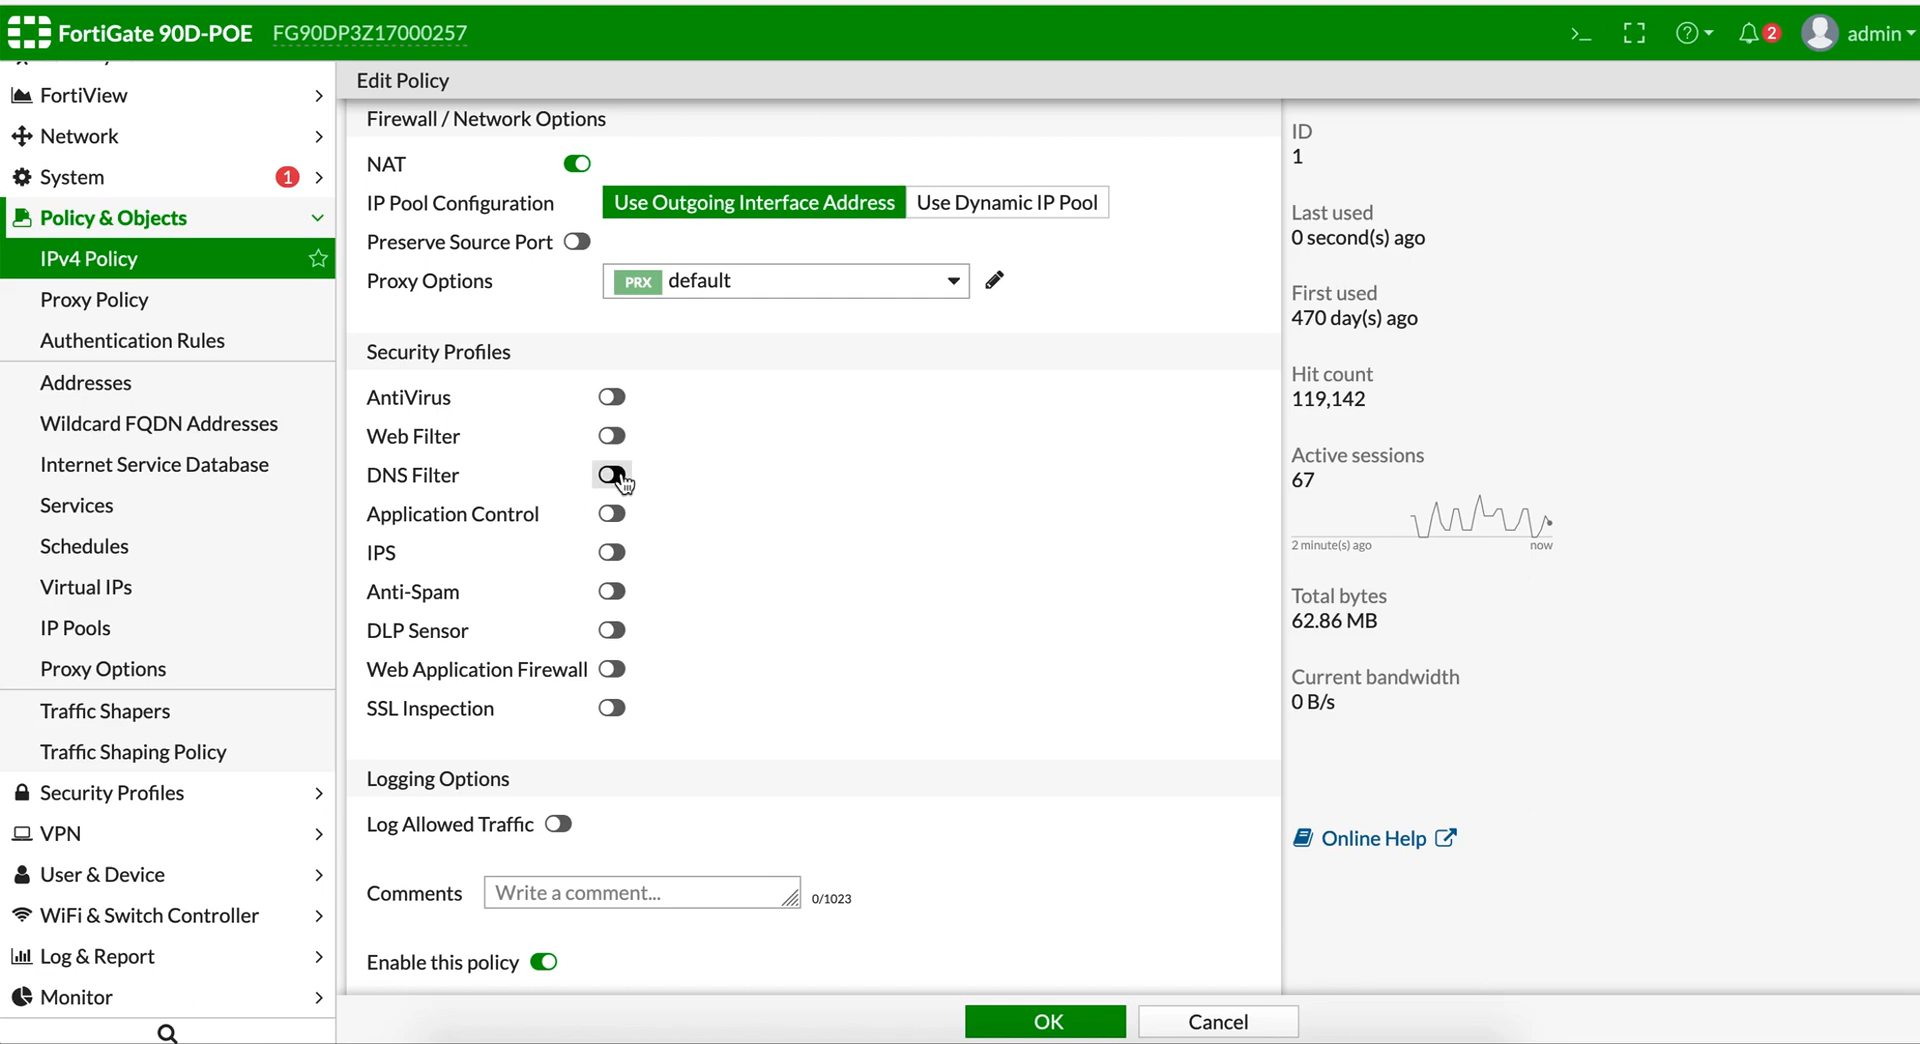 FortiGate 90D-POE FG90DP3Z17000257
2 admin
FortiView
Network
System 1
Policy & Objects
IPv4 Policy
Proxy Policy
Authentication Rules
Addresses
Wildcard FQDN Addresses
Internet Service Database
Services
Schedules
Virtual IPs
IP Pools
Proxy Options
Traffic Shapers
Traffic Shaping Policy
Security Profiles
VPN
User & Device
WiFi & Switch Controller
Log & Report
Monitor
Edit Policy
Firewall / Network Options
NAT
IP Pool Configuration Use Outgoing Interface Address Use Dynamic IP Pool
Preserve Source Port
Proxy Options PRX default
Security Profiles
AntiVirus
Web Filter
DNS Filter
Application Control
IPS
Anti-Spam
DLP Sensor
Web Application Firewall
SSL Inspection
Logging Options
Log Allowed Traffic
Comments Write a comment... 0/1023
Enable this policy
OK Cancel
ID
1
Last used
0 second(s) ago
First used
470 day(s) ago
Hit count
119,142
Active sessions
67
2 minute(s) ago now
Total bytes
62.86 MB
Current bandwidth
0 B/s
Online Help